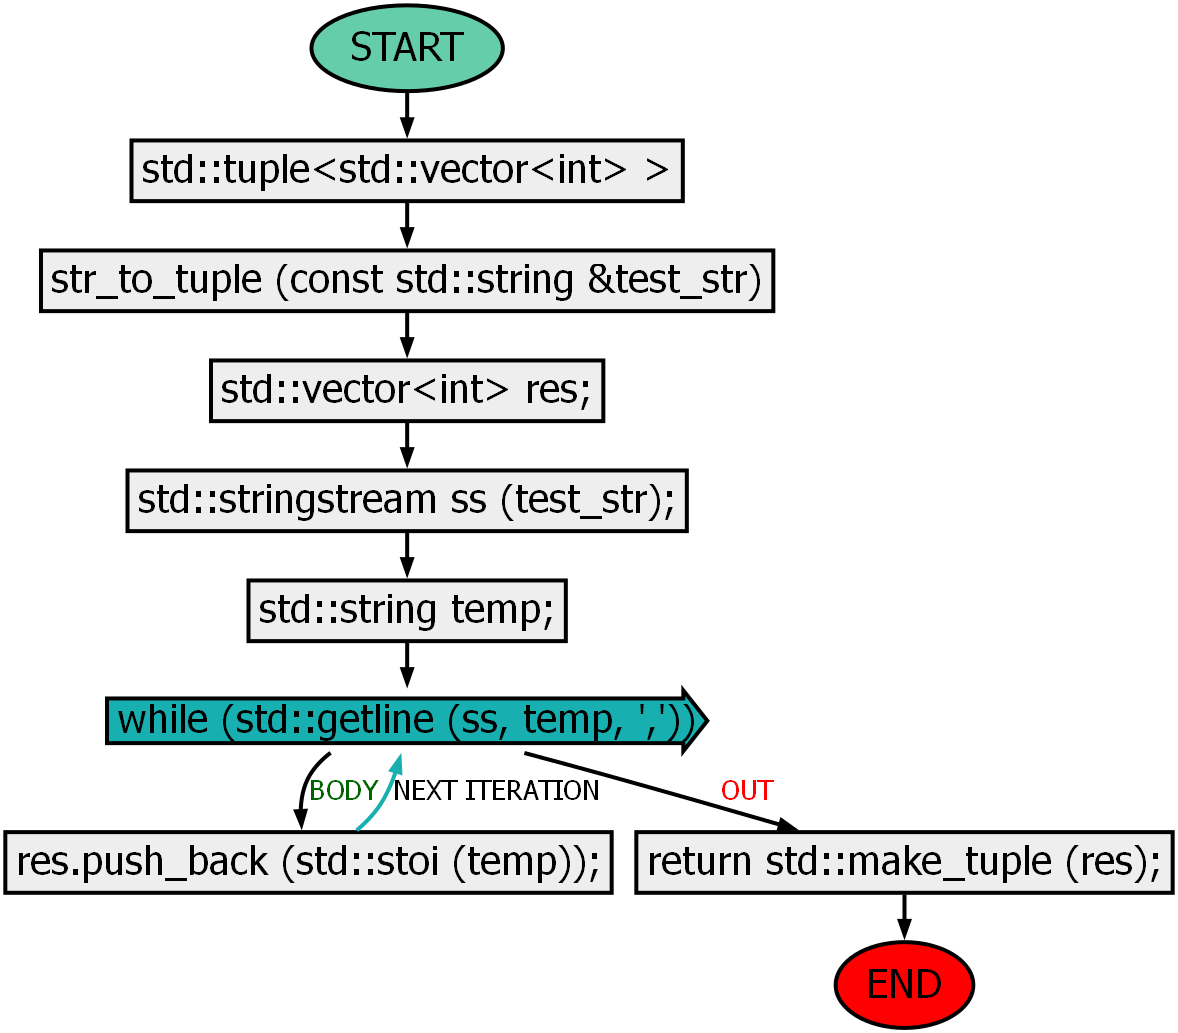 START
std::tuple<std::vector<int> >
str_to_tuple (const std::string &test_str)
std::vector<int> res;
std::stringstream ss (test_str);
std::string temp;
while (std::getline (ss, temp, ','))
BODY
NEXT ITERATION
OUT
res.push_back (std::stoi (temp));
return std::make_tuple (res);
END